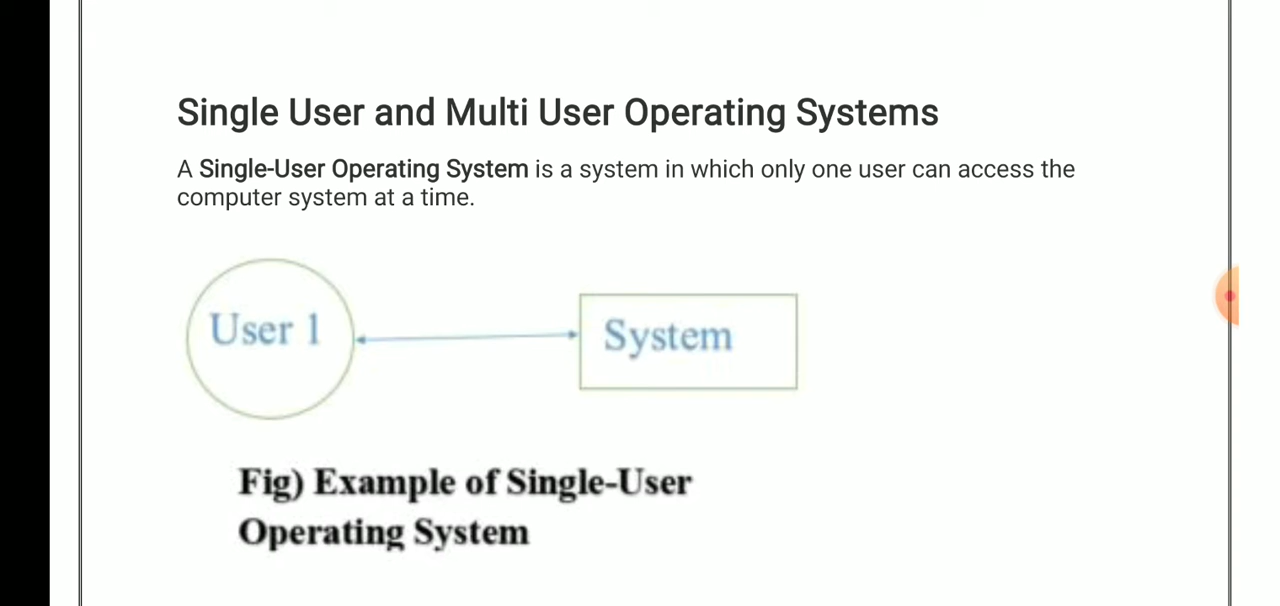 Single User and Multi User Operating Systems
A Single-User Operating System is a system in which only one user can access the
computer system at a time.
User 1
System
Fig) Example of Single-User
Operating System